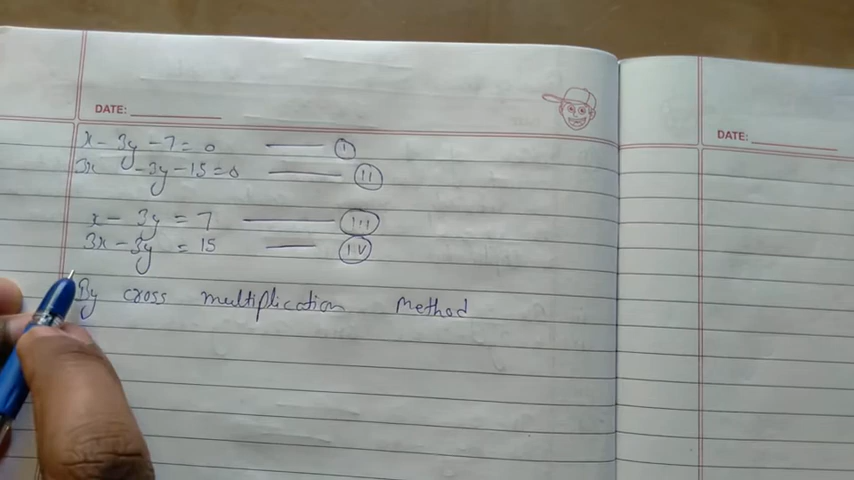 DATE:
x - 3y - 7 = 0 ——— I
3x - 3y - 15 = 0 ——— II
x - 3y = 7 ——— III
3x - 3y = 15 ——— IV
By cross multiplication Method
DATE: